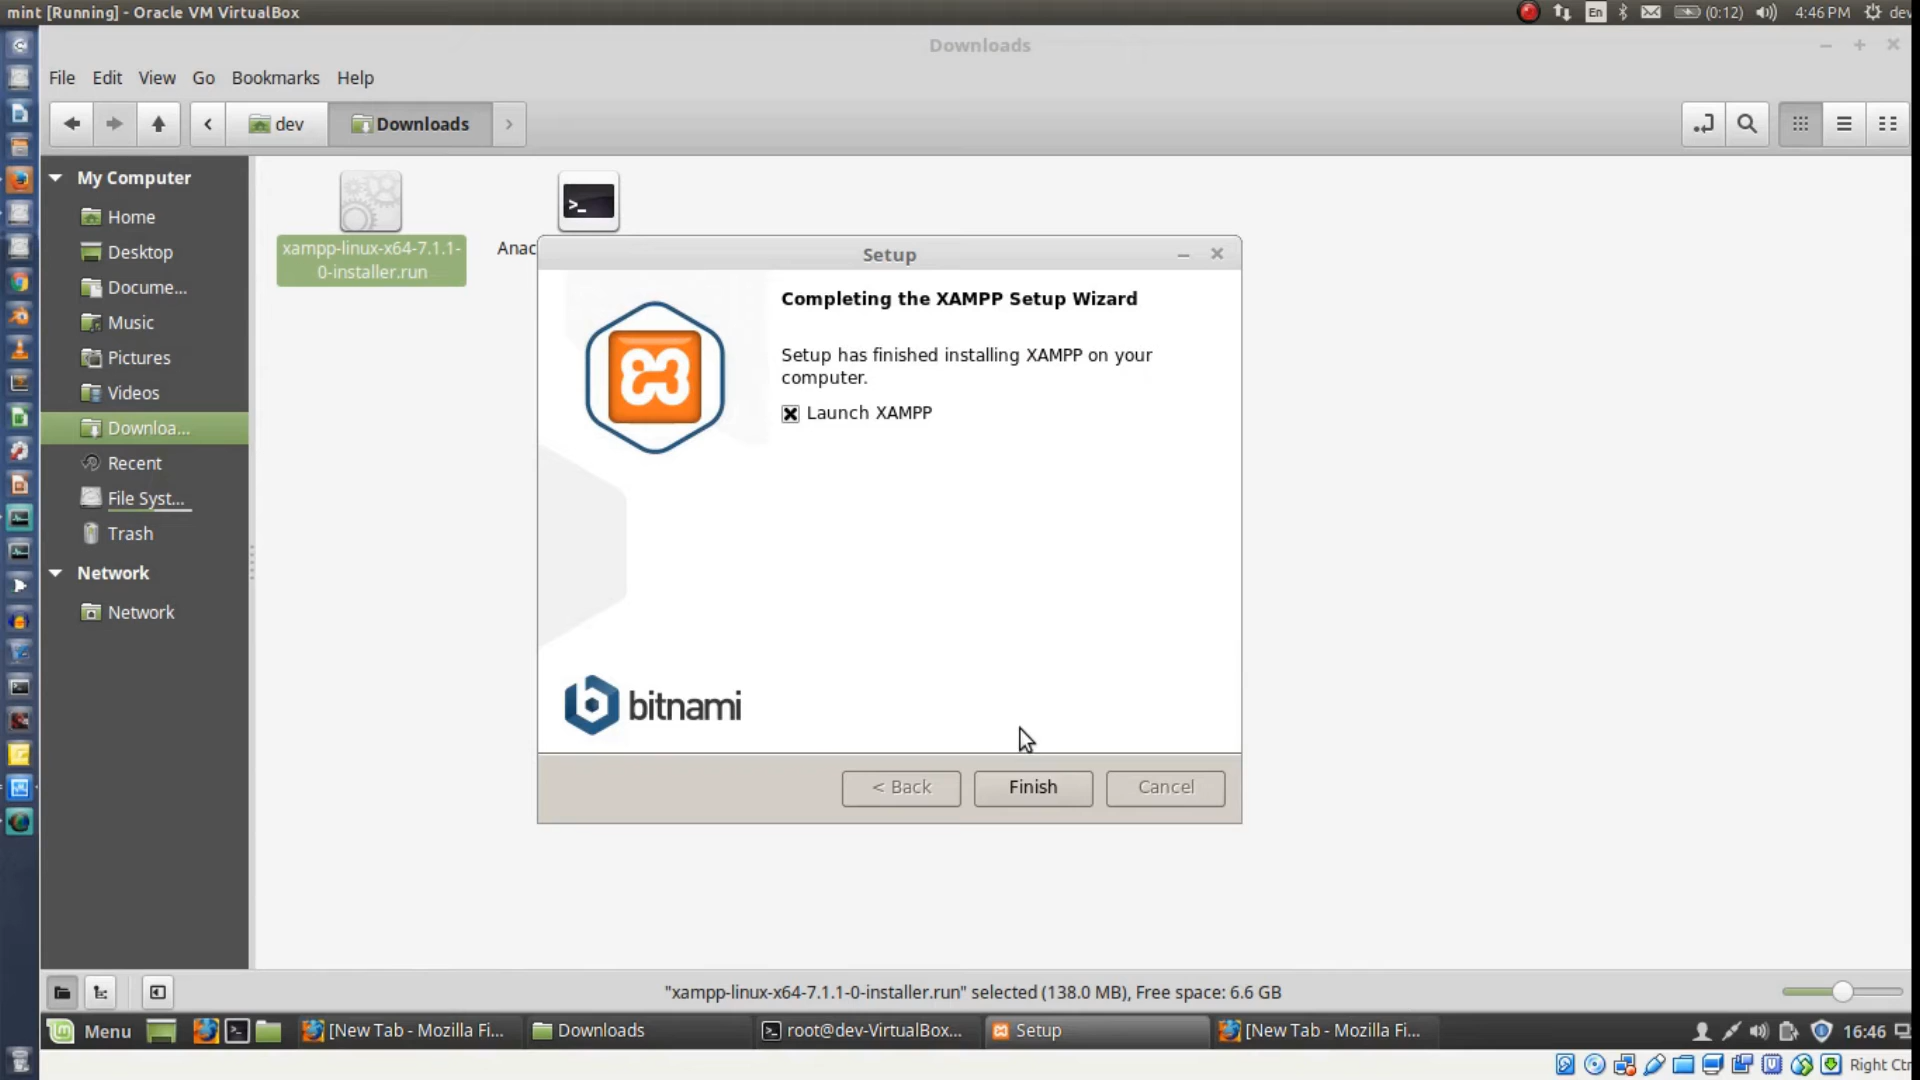 mint [Running] - Oracle VM VirtualBox
En
(0:12)
4:46 PM
dev
Downloads
File Edit View Go Bookmarks Help
dev
Downloads
My Computer
Home
Desktop
Docume...
Music
Pictures
Videos
Downloa...
Recent
File Syst...
Trash
Network
Network
xampp-linux-x64-7.1.1-
0-installer.run
>_
Anac
Setup
Completing the XAMPP Setup Wizard
Setup has finished installing XAMPP on your
computer.
Launch XAMPP
bitnami
< Back
Finish
Cancel
"xampp-linux-x64-7.1.1-0-installer.run" selected (138.0 MB), Free space: 6.6 GB
Menu
[New Tab - Mozilla Fi...
Downloads
root@dev-VirtualBox...
Setup
[New Tab - Mozilla Fi...
16:46
Right Ctr